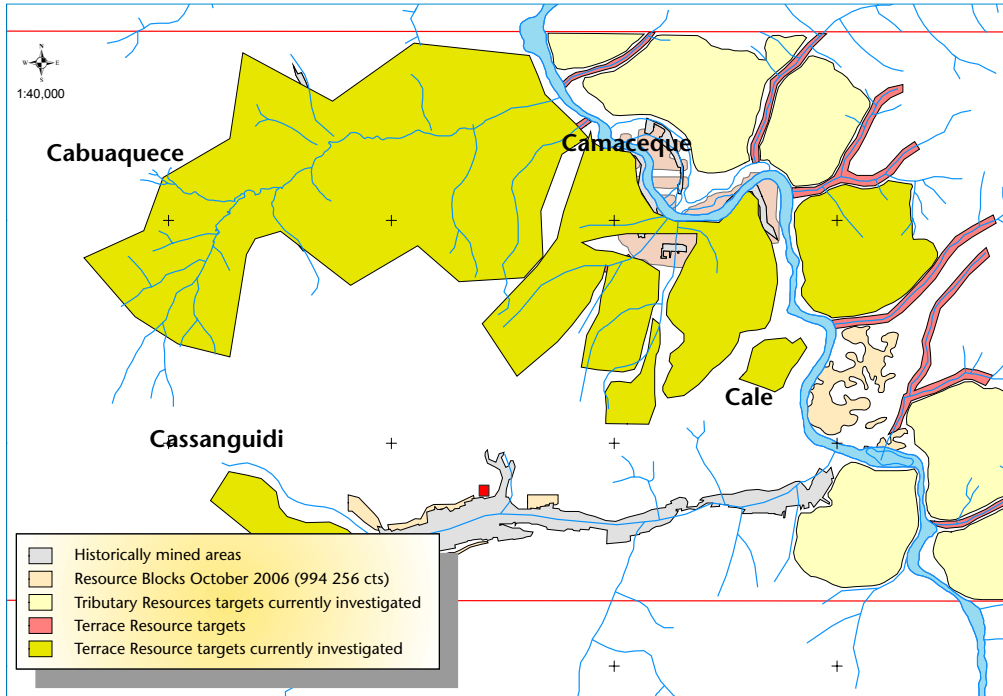 N
W E
S
1:40,000
Cabuaquece
Camaceque
Cale
Cassanguidi
Historically mined areas
Resource Blocks October 2006 (994 256 cts)
Tributary Resources targets currently investigated
Terrace Resource targets
Terrace Resource targets currently investigated